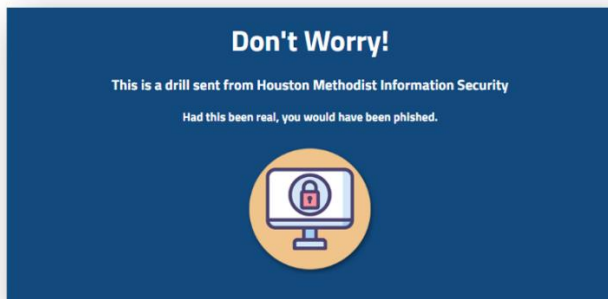 Don't Worry!
This is a drill sent from Houston Methodist Information Security
Had this been real, you would have been phished.